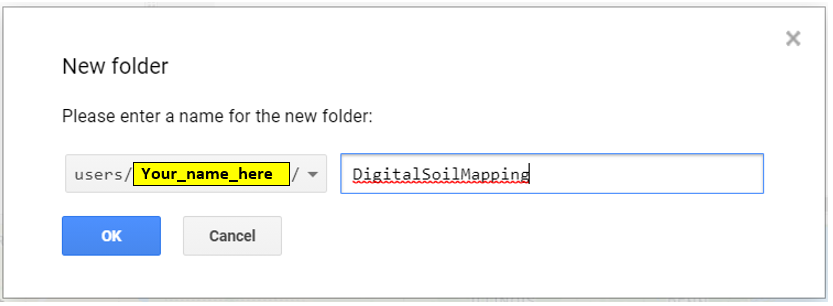 New folder
Please enter a name for the new folder:
users/ Your_name_here / DigitalSoilMapping
OK Cancel